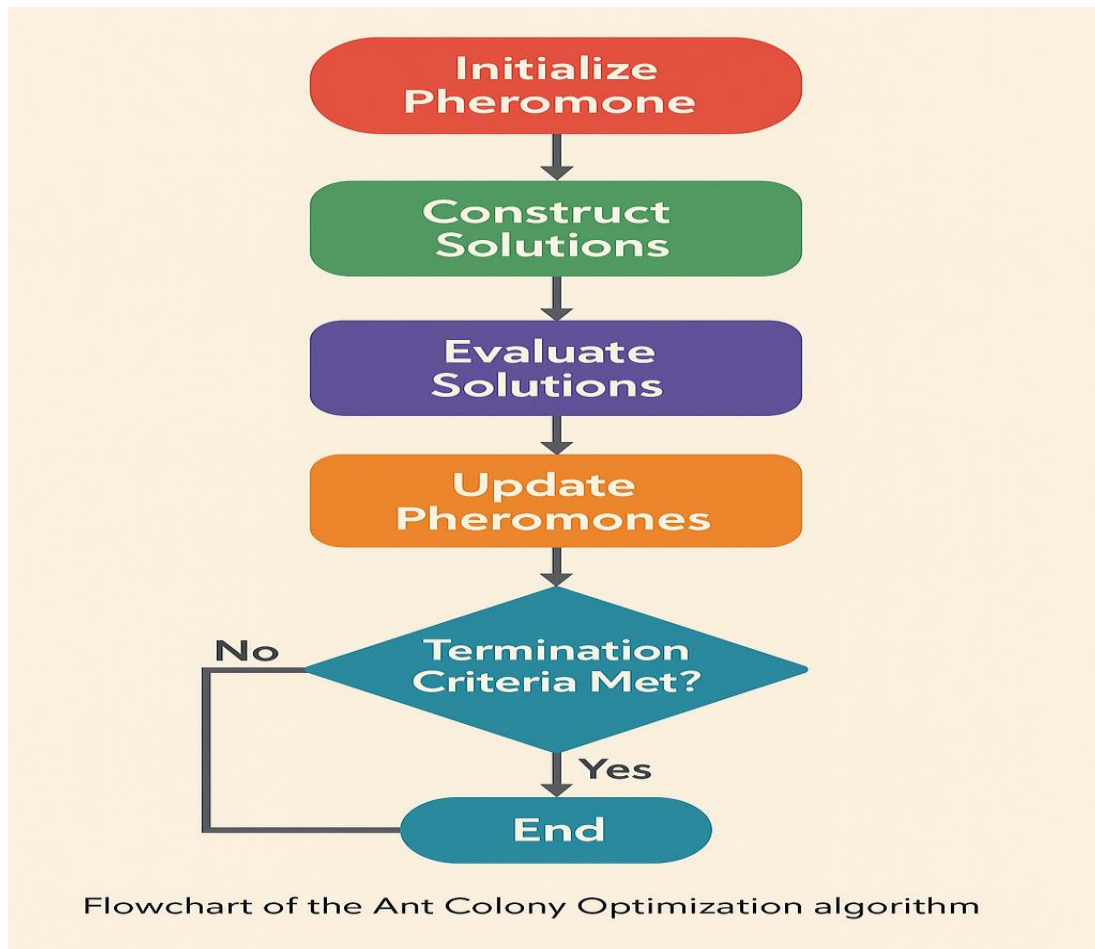 Initialize
Pheromone
Construct
Solutions
Evaluate
Solutions
Update
Pheromones
Termination
Criteria Met?
No
Yes
End
Flowchart of the Ant Colony Optimization algorithm